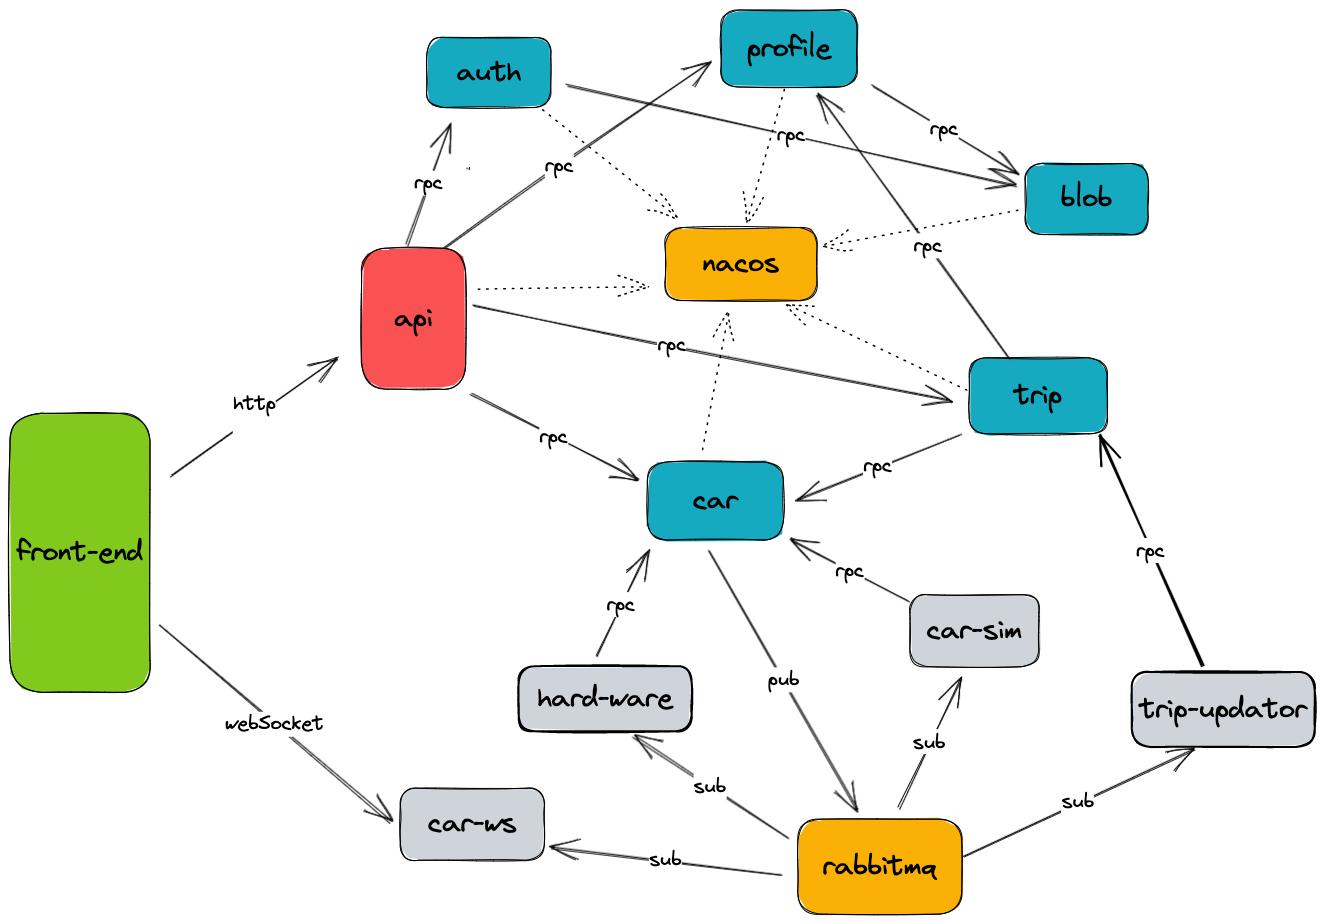 profile
auth
rpc
rpc
rpc
rpc
blob
rpc
nacos
api
rpc
trip
http
rpc
rpc
car
front-end
rpc
rpc
rpc
car-sim
pub
hard-ware
trip-updator
webSocket
sub
sub
sub
car-ws
sub
rabbitmq